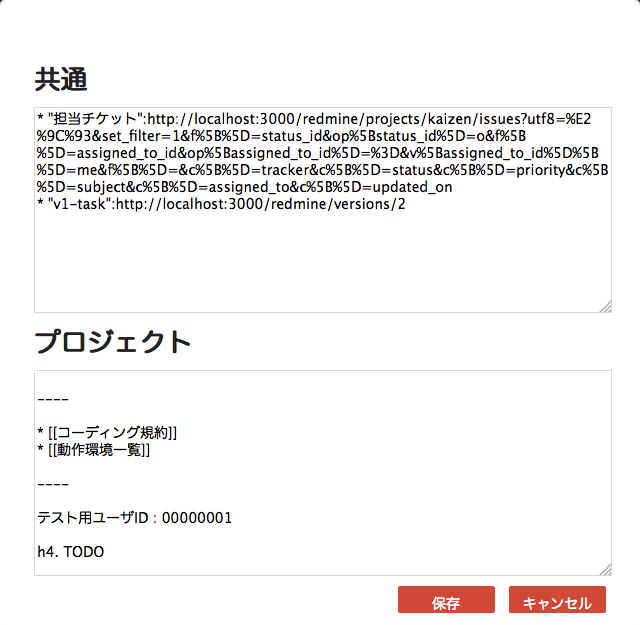 共通
* "担当チケット":http://localhost:3000/redmine/projects/kaizen/issues?utf8=%E2
%9C%93&set_filter=1&f%5B%5D=status_id&op%5Bstatus_id%5D=o&f%5B
%5D=assigned_to_id&op%5Bassigned_to_id%5D=%3D&v%5Bassigned_to_id%5D%5B
%5D=me&f%5B%5D=&c%5B%5D=tracker&c%5B%5D=status&c%5B%5D=priority&c%5B
%5D=subject&c%5B%5D=assigned_to&c%5B%5D=updated_on
* "v1-task":http://localhost:3000/redmine/versions/2
プロジェクト
----
* [[コーディング規約]]
* [[動作環境一覧]]
----
テスト用ユーザID : 00000001
h4. TODO
保存
キャンセル